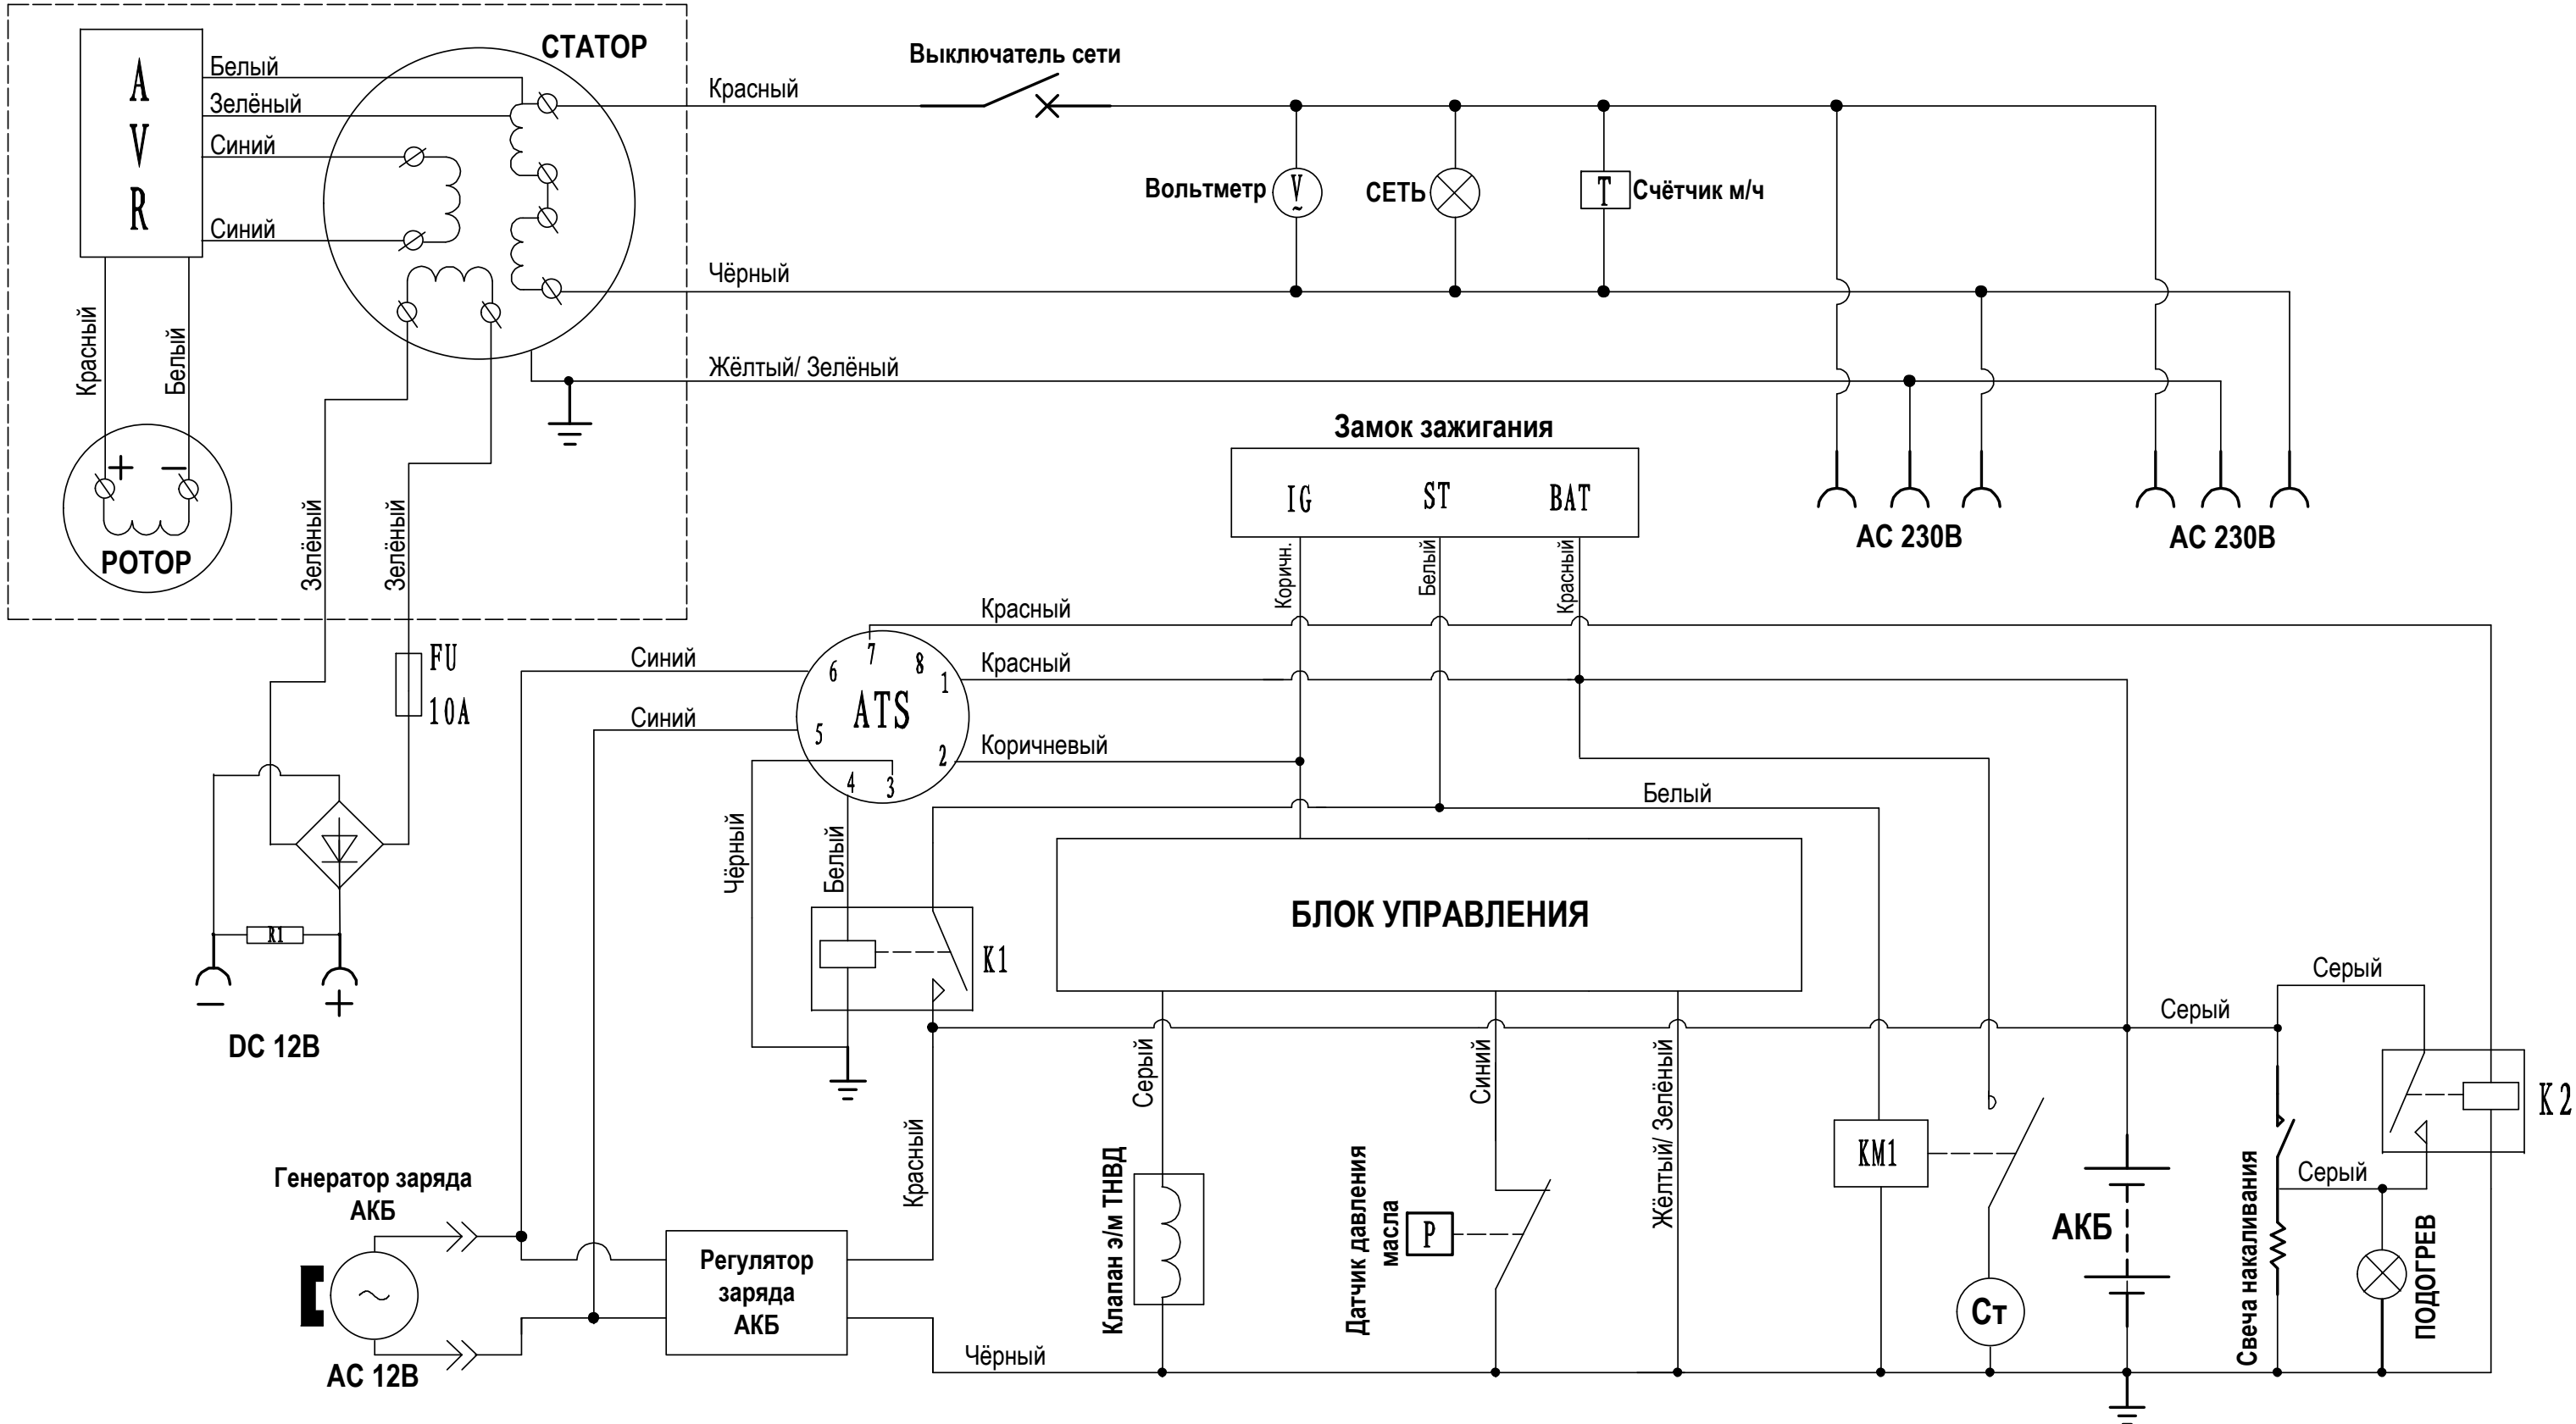 A
V
R
Белый
Зелёный
Синий
Синий
СТАТОР
Красный
Белый
+ −
РОТОР
Зелёный
Зелёный
Красный
Выключатель сети
Вольтметр
V
~
СЕТЬ
T
Счётчик м/ч
Чёрный
Жёлтый/ Зелёный
AC 230В
AC 230В
Замок зажигания
IG ST BAT
Коричн.
Белый
Красный
FU
10A
R1
− +
DC 12В
Синий
Синий
6 7 8 1
ATS
5 4 3 2
Красный
Красный
Коричневый
Белый
Чёрный
Белый
K1
БЛОК УПРАВЛЕНИЯ
Серый
Синий
Жёлтый/ Зелёный
Серый
Серый
K2
Серый
Красный
Генератор заряда
АКБ
~
AC 12В
Регулятор
заряда
АКБ
Чёрный
Клапан э/м ТНВД
Датчик давления
масла
P
KM1
Ст
АКБ
Свеча накаливания
ПОДОГРЕВ